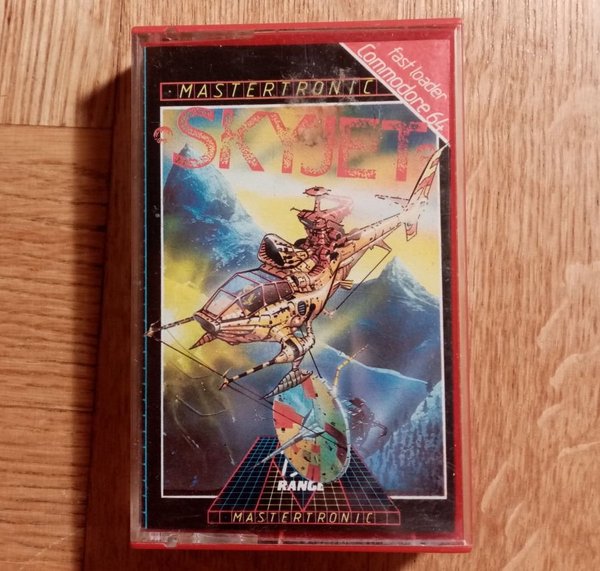 fast loader
Commodore 64
MASTERTRONIC
SKYJET
RANGE
MASTERTRONIC